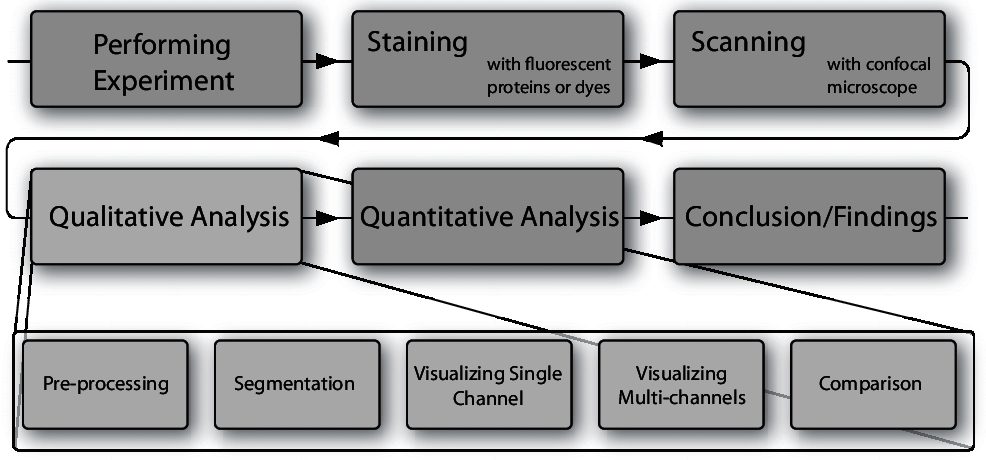 Performing
Experiment
Staining
with fluorescent
proteins or dyes
Scanning
with confocal
microscope
Qualitative Analysis
Quantitative Analysis
Conclusion/Findings
Pre-processing
Segmentation
Visualizing Single
Channel
Visualizing
Multi-channels
Comparison